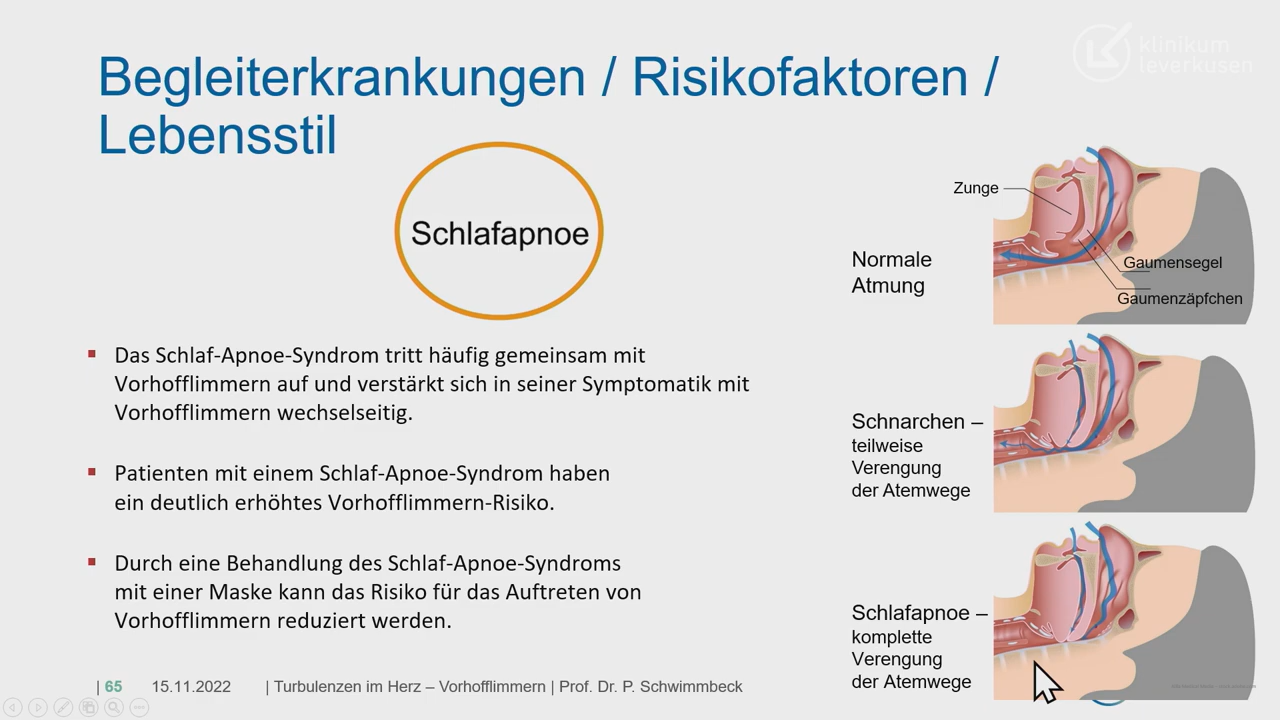 klinikum
leverkusen
Begleiterkrankungen / Risikofaktoren /
Lebensstil
Schlafapnoe
Das Schlaf-Apnoe-Syndrom tritt häufig gemeinsam mit
Vorhofflimmern auf und verstärkt sich in seiner Symptomatik mit
Vorhofflimmern wechselseitig.
Patienten mit einem Schlaf-Apnoe-Syndrom haben
ein deutlich erhöhtes Vorhofflimmern-Risiko.
Durch eine Behandlung des Schlaf-Apnoe-Syndroms
mit einer Maske kann das Risiko für das Auftreten von
Vorhofflimmern reduziert werden.
Zunge
Gaumensegel
Gaumenzäpfchen
Normale
Atmung
Schnarchen –
teilweise
Verengung
der Atemwege
Schlafapnoe –
komplette
Verengung
der Atemwege
| 65 15.11.2022 | Turbulenzen im Herz – Vorhofflimmern | Prof. Dr. P. Schwimmbeck